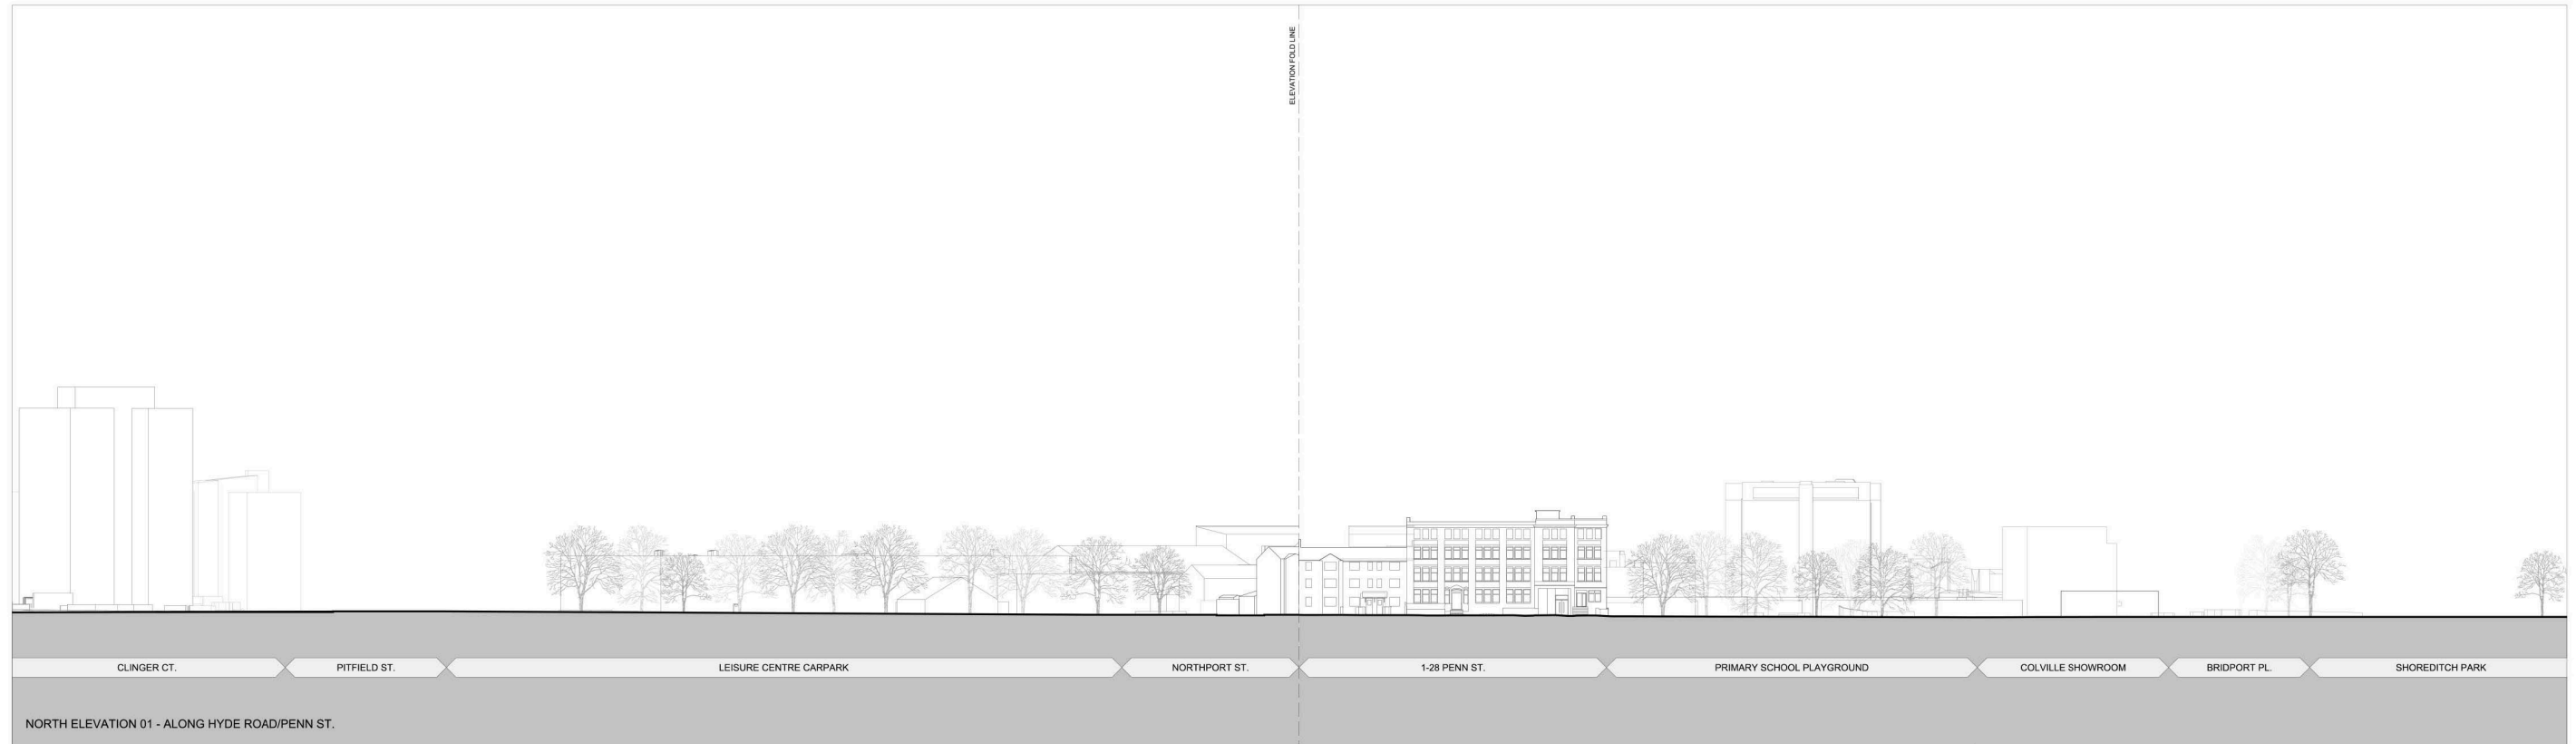 ELEVATION FOLD LINE
CLINGER CT.
PITFIELD ST.
LEISURE CENTRE CARPARK
NORTHPORT ST.
1-28 PENN ST.
PRIMARY SCHOOL PLAYGROUND
COLVILLE SHOWROOM
BRIDPORT PL.
SHOREDITCH PARK
NORTH ELEVATION 01 - ALONG HYDE ROAD/PENN ST.